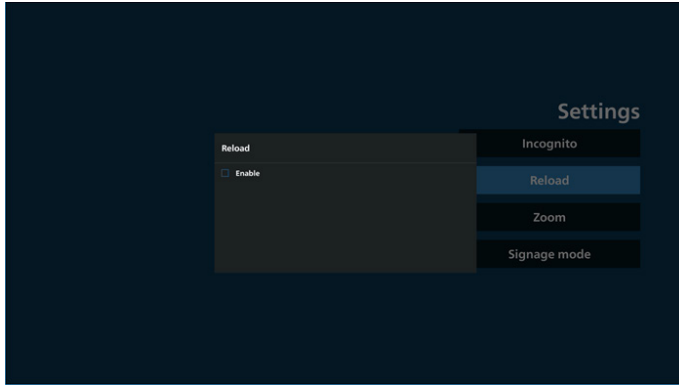 Settings
Incognito
Reload
Enable
Reload
Zoom
Signage mode